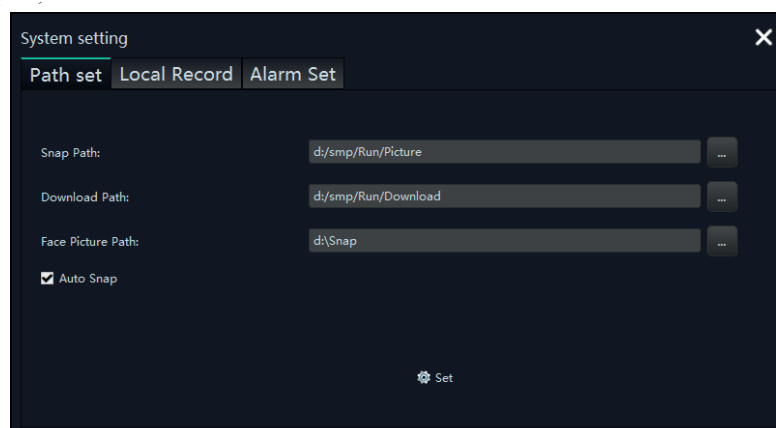 System setting
Path set Local Record Alarm Set
Snap Path: d:/smp/Run/Picture ...
Download Path: d:/smp/Run/Download ...
Face Picture Path: d:\Snap ...
Auto Snap
Set